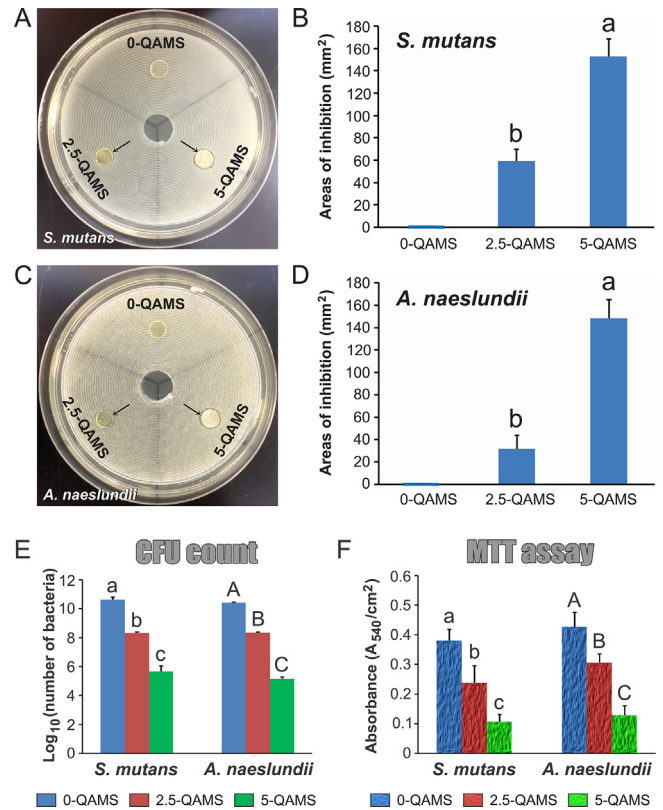 A
0-QAMS
2.5-QAMS
5-QAMS
S. mutans
B
S. mutans
Areas of inhibition (mm²)
180
160
140
120
100
80
60
40
20
0
a
b
0-QAMS 2.5-QAMS 5-QAMS
C
0-QAMS
2.5-QAMS
5-QAMS
A. naeslundii
D
A. naeslundii
Areas of inhibition (mm²)
180
160
140
120
100
80
60
40
20
0
a
b
0-QAMS 2.5-QAMS 5-QAMS
E
CFU count
Log₁₀ (number of bacteria)
12
10
8
6
4
2
0
a
b
c
A
B
C
S. mutans A. naeslundii
0-QAMS 2.5-QAMS 5-QAMS
F
MTT assay
Absorbance (A₅₄₀/cm²)
0.6
0.5
0.4
0.3
0.2
0.1
0
a
b
c
A
B
C
S. mutans A. naeslundii
0-QAMS 2.5-QAMS 5-QAMS